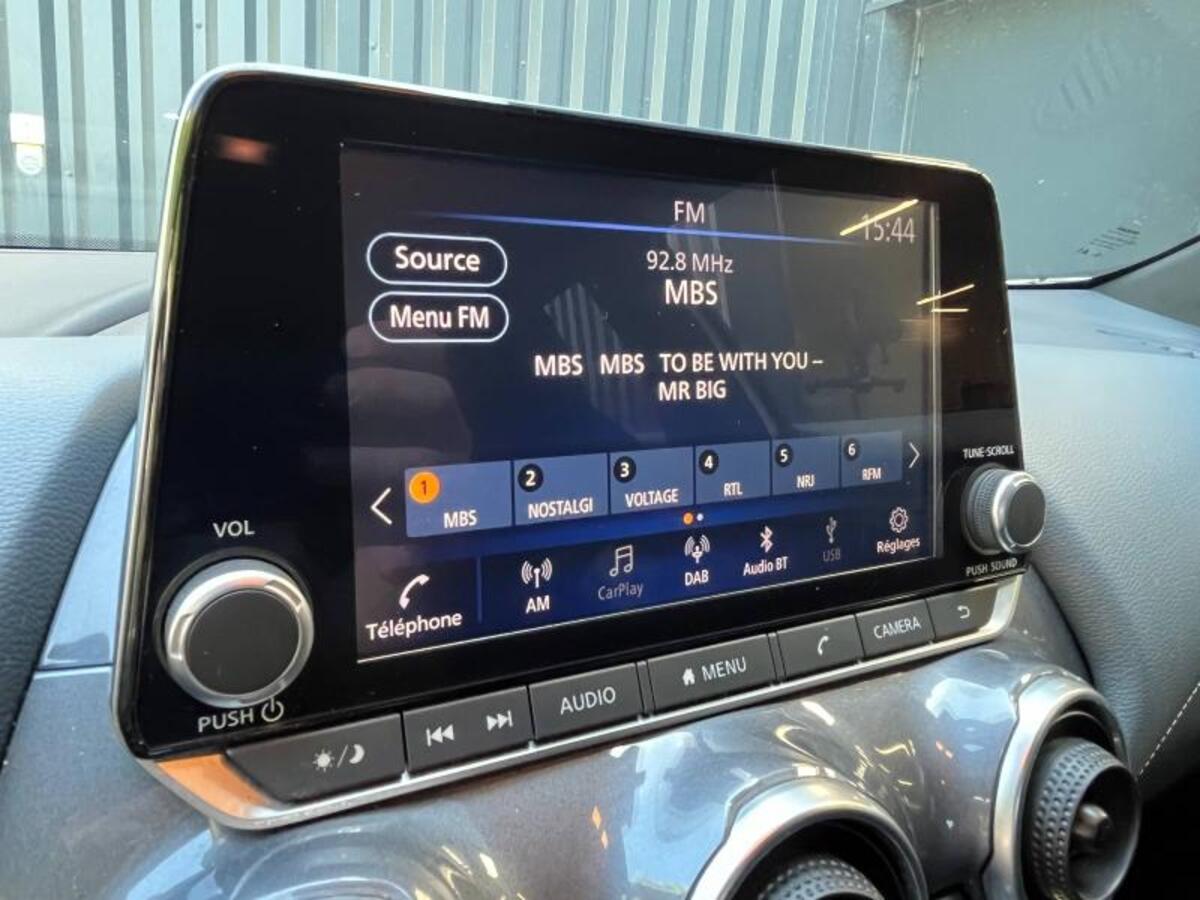 FM
15:44
Source
92.8 MHz
MBS
Menu FM
MBS MBS TO BE WITH YOU –
MR BIG
1 MBS
2 NOSTALGI
3 VOLTAGE
4 RTL
5 NRJ
6 RFM
Téléphone
AM
CarPlay
DAB
Audio BT
USB
Réglages
VOL
PUSH
TUNE·SCROLL
PUSH SOUND
AUDIO
MENU
CAMERA